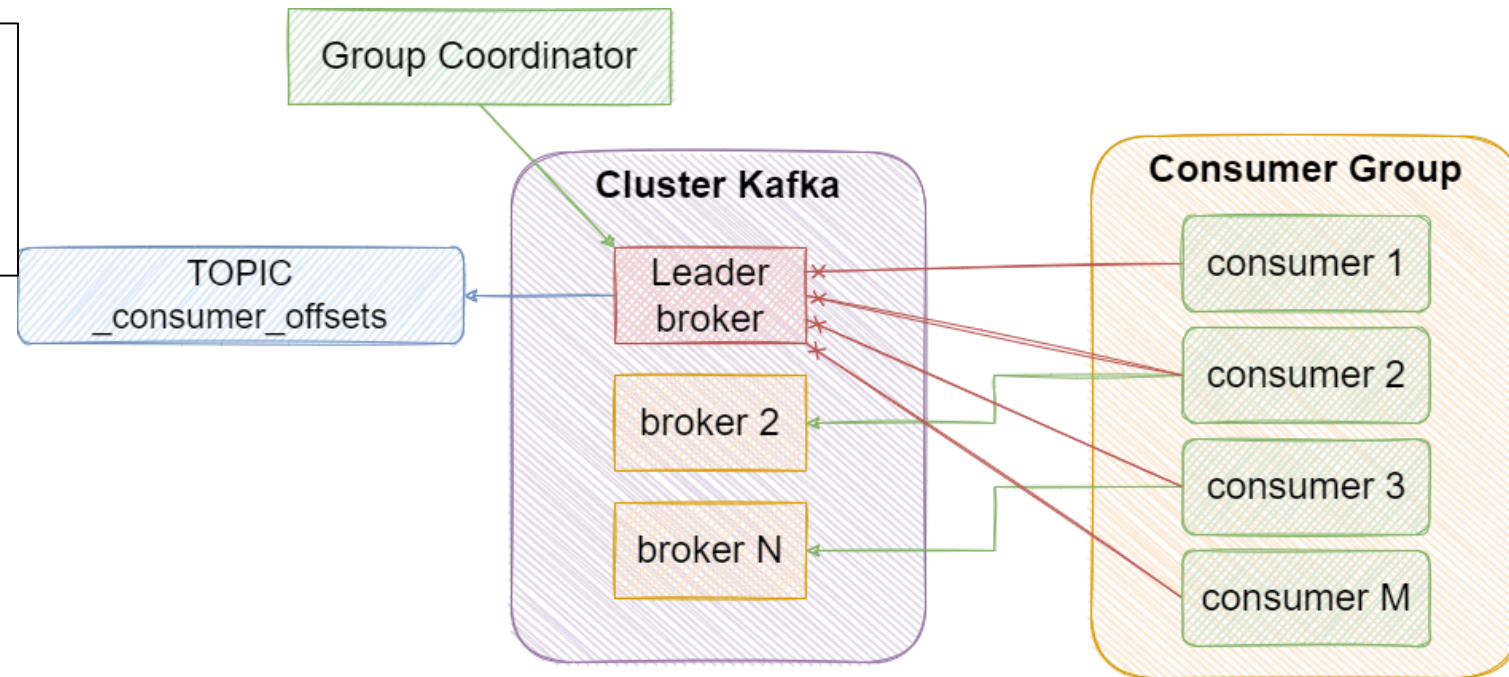 Group Coordinator
Cluster Kafka
Consumer Group
TOPIC
_consumer_offsets
Leader
broker
broker 2
broker N
consumer 1
consumer 2
consumer 3
consumer M